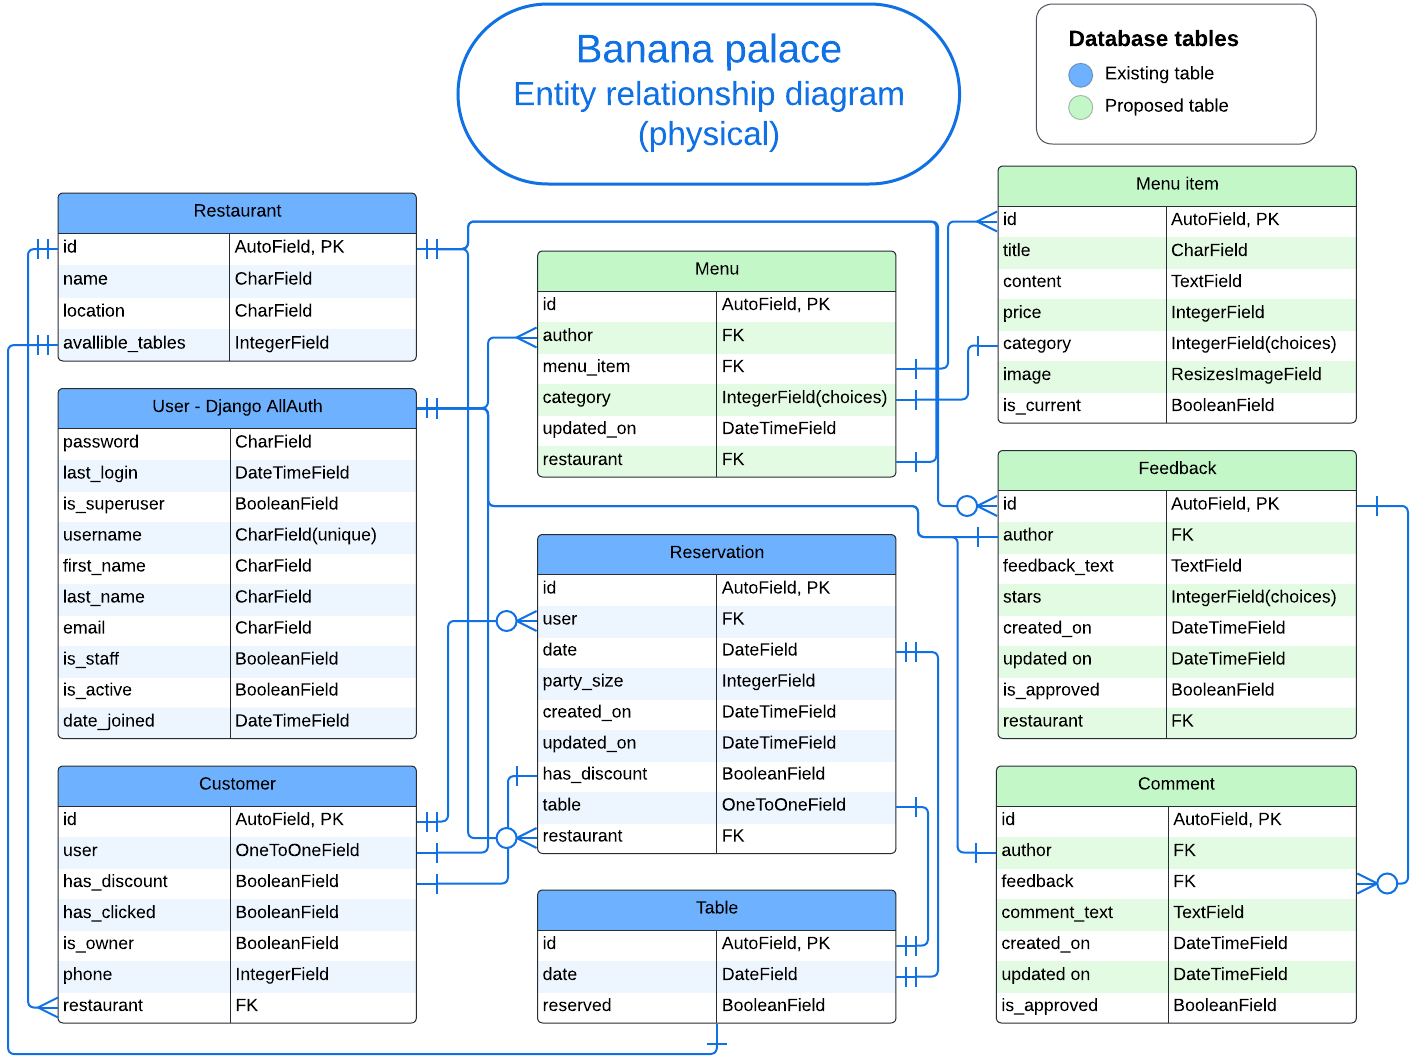 Banana palace
Entity relationship diagram
(physical)
Database tables
Existing table
Proposed table
Restaurant
id AutoField, PK
name CharField
location CharField
avallible_tables IntegerField
User - Django AllAuth
password CharField
last_login DateTimeField
is_superuser BooleanField
username CharField(unique)
first_name CharField
last_name CharField
email CharField
is_staff BooleanField
is_active BooleanField
date_joined DateTimeField
Customer
id AutoField, PK
user OneToOneField
has_discount BooleanField
has_clicked BooleanField
is_owner BooleanField
phone IntegerField
restaurant FK
Menu
id AutoField, PK
author FK
menu_item FK
category IntegerField(choices)
updated_on DateTimeField
restaurant FK
Reservation
id AutoField, PK
user FK
date DateField
party_size IntegerField
created_on DateTimeField
updated_on DateTimeField
has_discount BooleanField
table OneToOneField
restaurant FK
Table
id AutoField, PK
date DateField
reserved BooleanField
Menu item
id AutoField, PK
title CharField
content TextField
price IntegerField
category IntegerField(choices)
image ResizesImageField
is_current BooleanField
Feedback
id AutoField, PK
author FK
feedback_text TextField
stars IntegerField(choices)
created_on DateTimeField
updated on DateTimeField
is_approved BooleanField
restaurant FK
Comment
id AutoField, PK
author FK
feedback FK
comment_text TextField
created_on DateTimeField
updated on DateTimeField
is_approved BooleanField